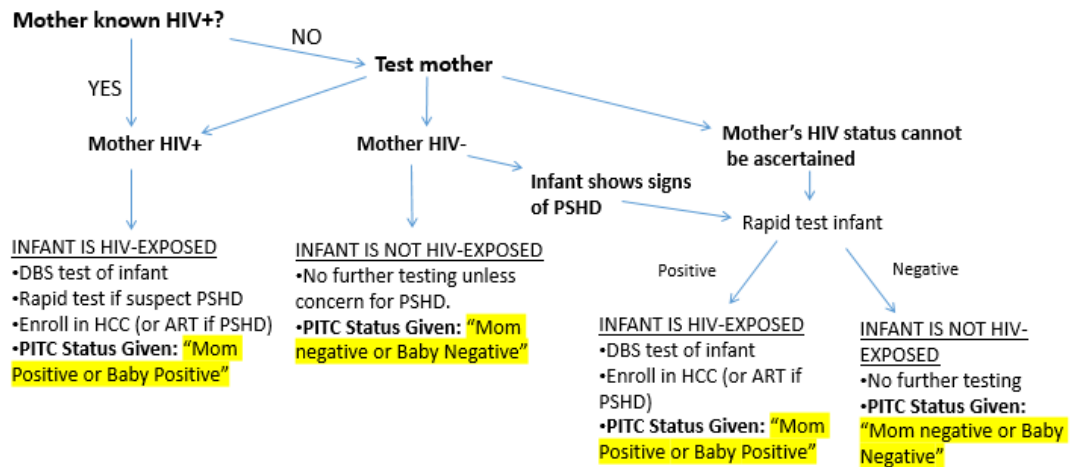 Mother known HIV+?
NO
YES
Test mother
Mother HIV+
Mother HIV-
Mother’s HIV status cannot
be ascertained
Infant shows signs
of PSHD
Rapid test infant
Positive
Negative
INFANT IS HIV-EXPOSED
•DBS test of infant
•Rapid test if suspect PSHD
•Enroll in HCC (or ART if PSHD)
•PITC Status Given: “Mom
Positive or Baby Positive”
INFANT IS NOT HIV-EXPOSED
•No further testing unless
concern for PSHD.
•PITC Status Given: “Mom
negative or Baby Negative”
INFANT IS HIV-EXPOSED
•DBS test of infant
•Enroll in HCC (or ART if
PSHD)
•PITC Status Given: “Mom
Positive or Baby Positive”
INFANT IS NOT HIV-
EXPOSED
•No further testing
•PITC Status Given:
“Mom negative or Baby
Negative”